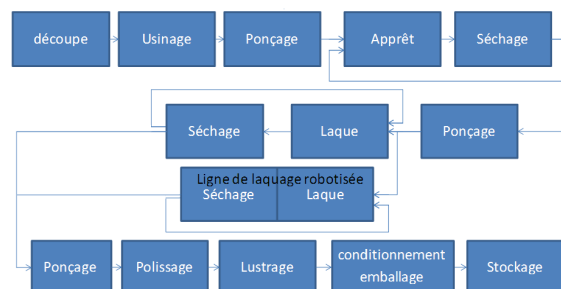 découpe
Usinage
Ponçage
Apprêt
Séchage
Séchage
Laque
Ponçage
Ligne de laquage robotisée
Séchage
Laque
Ponçage
Polissage
Lustrage
conditionnement
emballage
Stockage